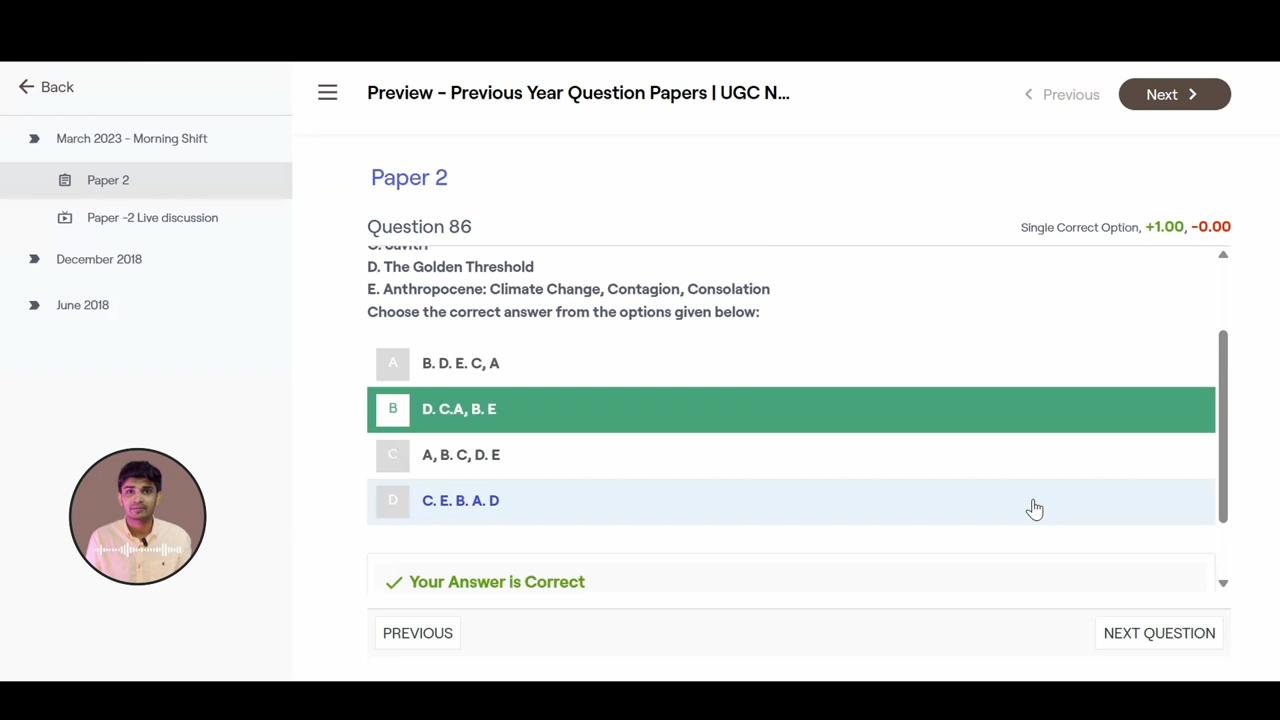 Back
Preview - Previous Year Question Papers | UGC N...
Previous
Next
March 2023 - Morning Shift
Paper 2
Paper -2 Live discussion
December 2018
June 2018
Paper 2
Question 86
Single Correct Option, +1.00, -0.00
D. The Golden Threshold
E. Anthropocene: Climate Change, Contagion, Consolation
Choose the correct answer from the options given below:
A B. D. E. C, A
B D. C.A, B. E
C A, B. C, D. E
D C. E. B. A. D
Your Answer is Correct
PREVIOUS
NEXT QUESTION